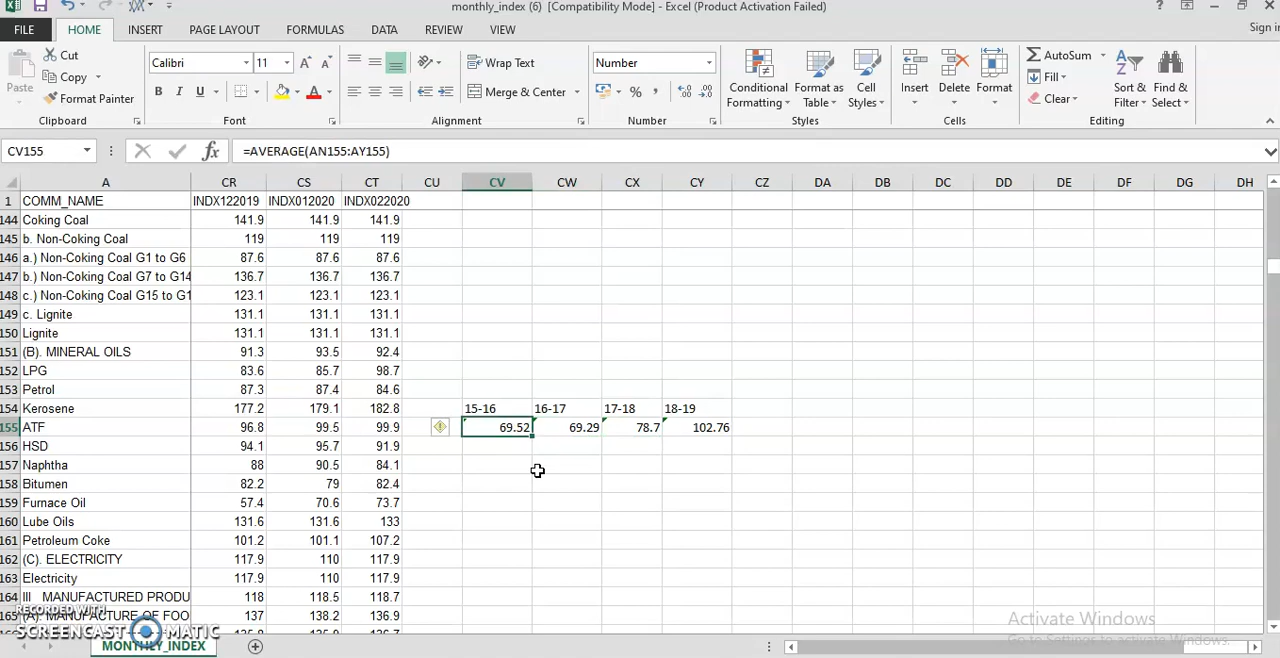 monthly_index (6) [Compatibility Mode] - Excel (Product Activation Failed)
FILE HOME INSERT PAGE LAYOUT FORMULAS DATA REVIEW VIEW Sign in
Paste Cut Copy Format Painter Clipboard
Calibri 11 B I U Font
Wrap Text Merge & Center Alignment
Number % Number
Conditional Formatting Format as Table Cell Styles Styles
Insert Delete Format Cells
AutoSum Fill Clear Sort & Filter Find & Select Editing
CV155 fx =AVERAGE(AN155:AY155)
A CR CS CT CU CV CW CX CY CZ DA DB DC DD DE DF DG DH
1 COMM_NAME INDX122019 INDX012020 INDX022020
144 Coking Coal 141.9 141.9 141.9
145 b. Non-Coking Coal 119 119 119
146 a.) Non-Coking Coal G1 to G6 87.6 87.6 87.6
147 b.) Non-Coking Coal G7 to G14 136.7 136.7 136.7
148 c.) Non-Coking Coal G15 to G1 123.1 123.1 123.1
149 c. Lignite 131.1 131.1 131.1
150 Lignite 131.1 131.1 131.1
151 (B). MINERAL OILS 91.3 93.5 92.4
152 LPG 83.6 85.7 98.7
153 Petrol 87.3 87.4 84.6
154 Kerosene 177.2 179.1 182.8 15-16 16-17 17-18 18-19
155 ATF 96.8 99.5 99.9 69.52 69.29 78.7 102.76
156 HSD 94.1 95.7 91.9
157 Naphtha 88 90.5 84.1
158 Bitumen 82.2 79 82.4
159 Furnace Oil 57.4 70.6 73.7
160 Lube Oils 131.6 131.6 133
161 Petroleum Coke 101.2 101.1 107.2
162 (C). ELECTRICITY 117.9 110 117.9
163 Electricity 117.9 110 117.9
164 III MANUFACTURED PRODU 118 118.5 118.7
165 (A). MANUFACTURE OF FOO 137 138.2 136.9
RECORDED WITH
SCREENCAST MATIC
Activate Windows
Go to Settings to activate Windows.
MONTHLY_INDEX